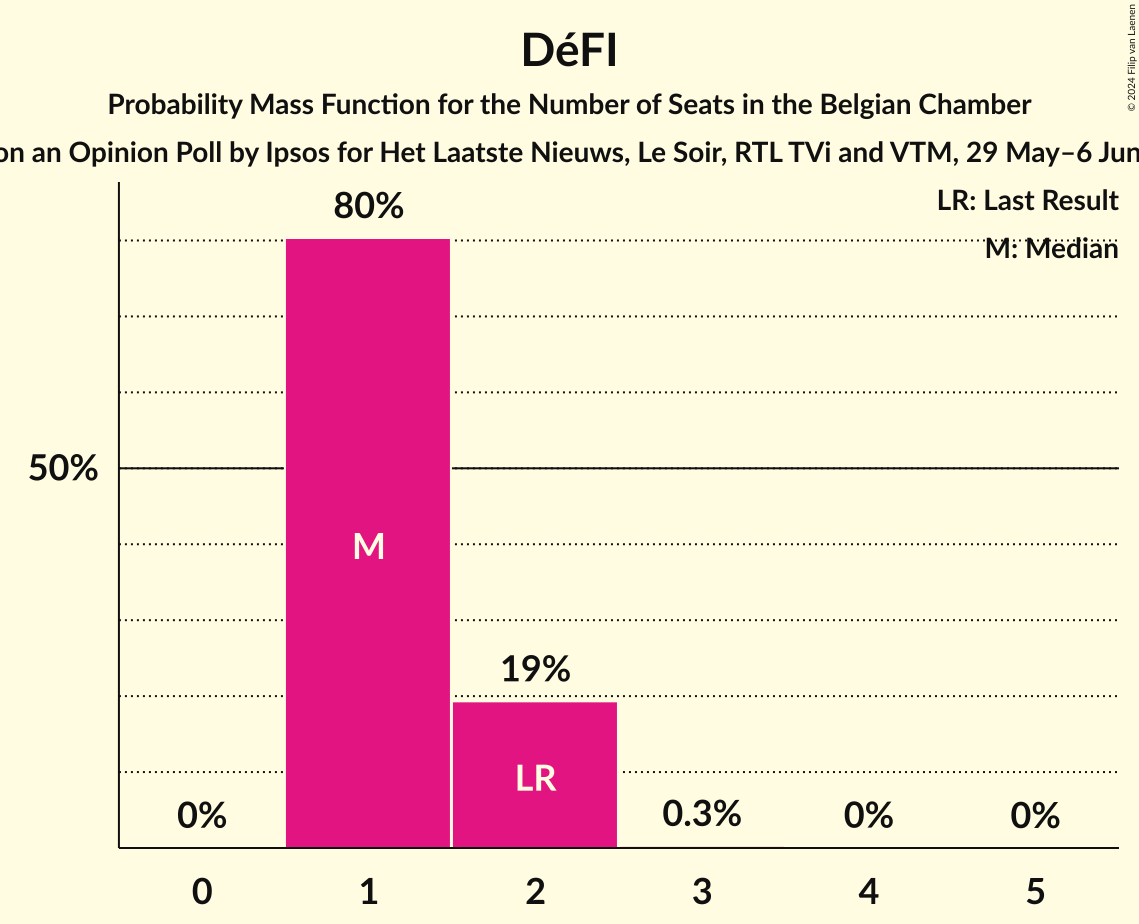 DéFI
Probability Mass Function for the Number of Seats in the Belgian Chamber
on an Opinion Poll by Ipsos for Het Laatste Nieuws, Le Soir, RTL TVi and VTM, 29 May–6 Jun
© 2024 Filip van Laenen
LR: Last Result
M: Median
80%
50%
M
19%
LR
0%
0.3%
0%
0%
0
1
2
3
4
5